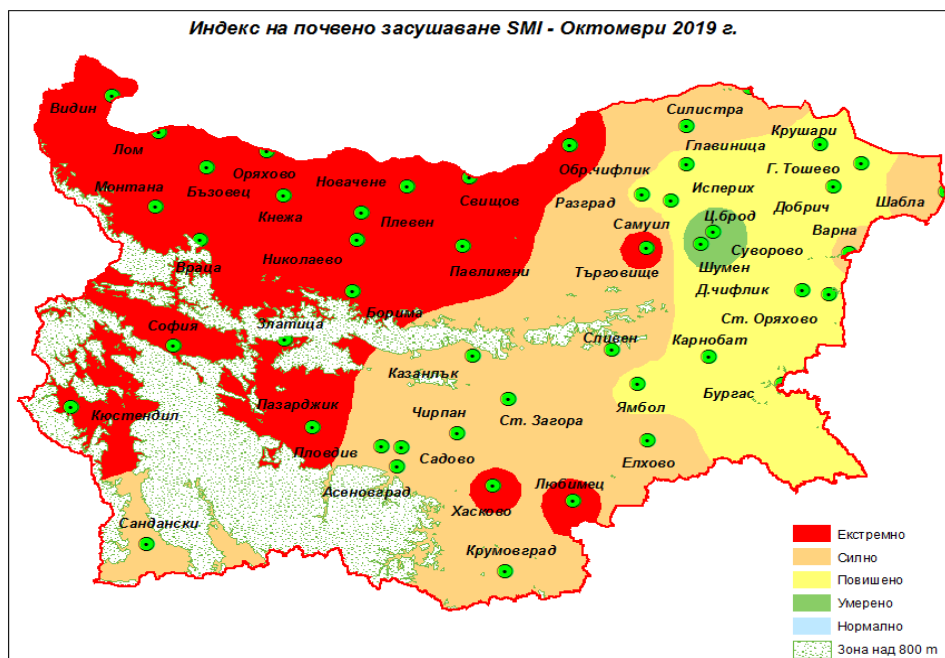 Индекс на почвено засушаване SMI - Октомври 2019 г.
Видин
Силистра
Лом
Крушари
Главиница
Оряхово
Обр.чифлик
Г. Тошево
Монтана
Бъзовец
Новачене
Исперих
Шабла
Кнежа
Свищов
Разград
Добрич
Плевен
Ц.брод
Самуил
Варна
Суворово
Враца
Николаево
Павликени
Търговище
Шумен
Д.чифлик
Борима
София
Златица
Ст. Оряхово
Сливен
Карнобат
Казанлък
Бургас
Пазарджик
Ямбол
Кюстендил
Чирпан
Ст. Загора
Пловдив
Садово
Елхово
Асеновград
Любимец
Хасково
Сандански
Крумовград
Екстремно
Силно
Повишено
Умерено
Нормално
Зона над 800 m